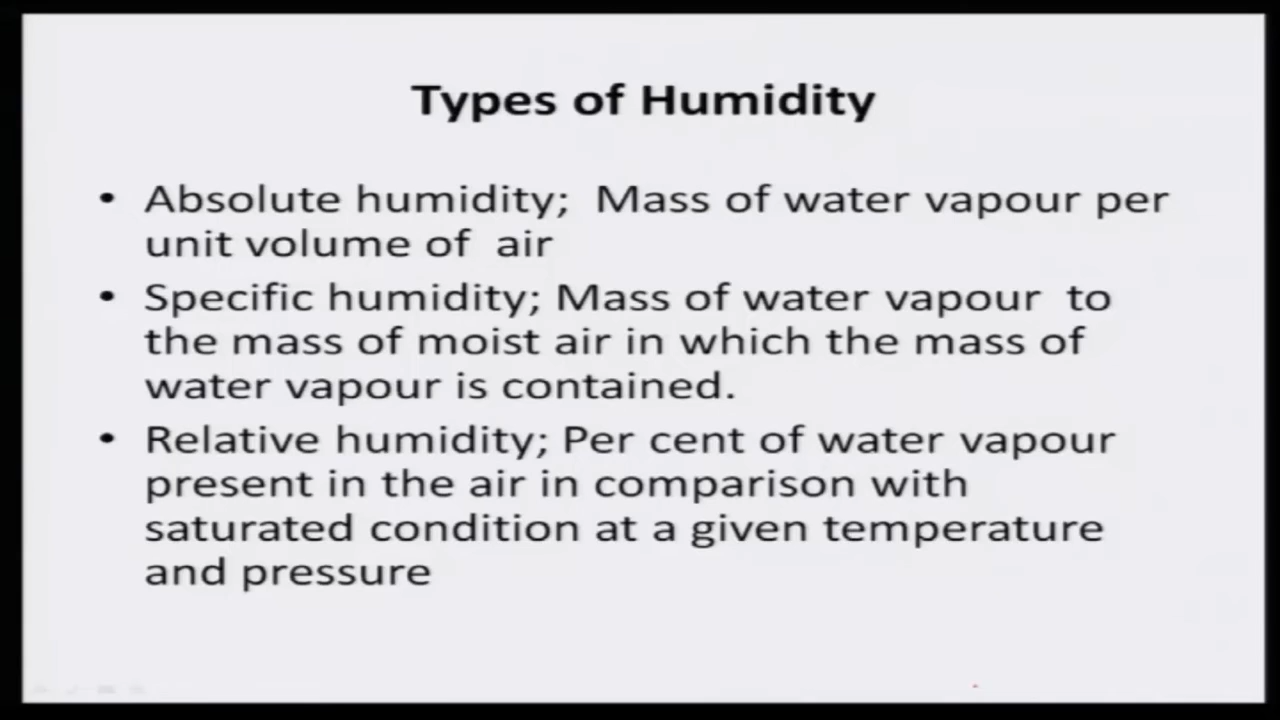 Types of Humidity
• Absolute humidity;  Mass of water vapour per
unit volume of  air
• Specific humidity; Mass of water vapour  to
the mass of moist air in which the mass of
water vapour is contained.
• Relative humidity; Per cent of water vapour
present in the air in comparison with
saturated condition at a given temperature
and pressure